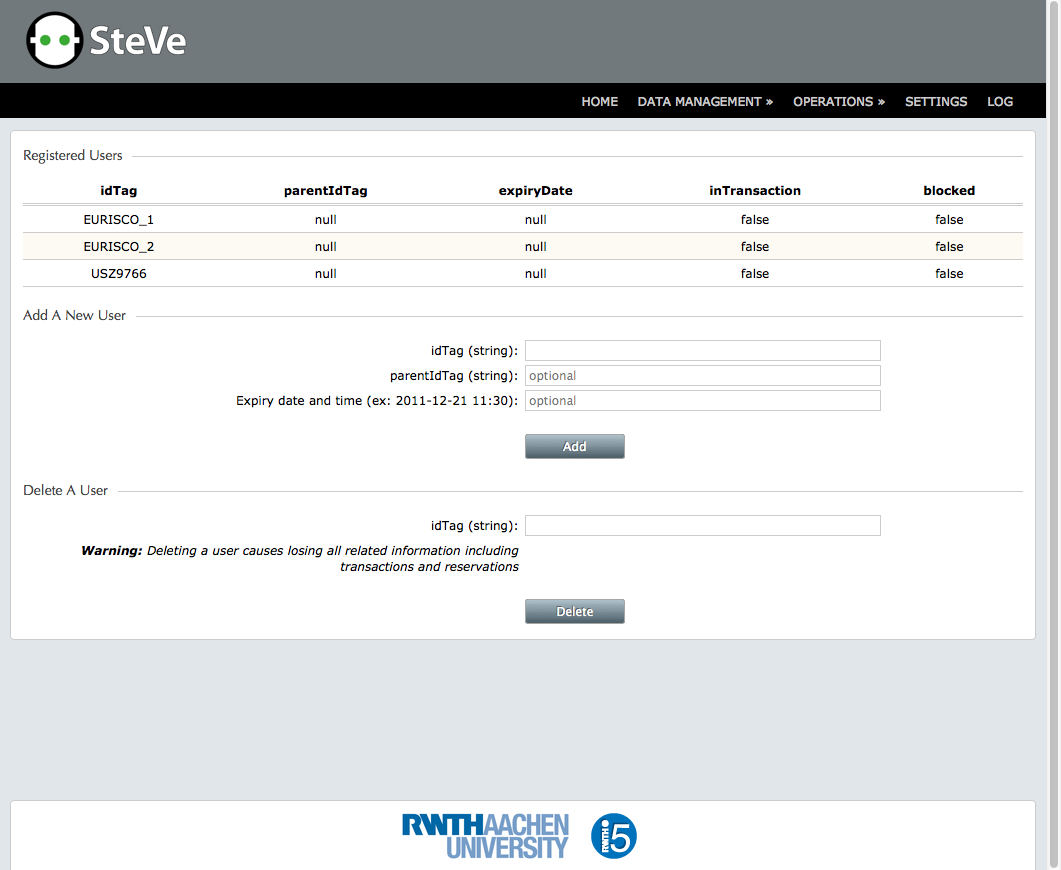 SteVe
HOME DATA MANAGEMENT » OPERATIONS » SETTINGS LOG
Registered Users
idTag parentIdTag expiryDate inTransaction blocked
EURISCO_1 null null false false
EURISCO_2 null null false false
USZ9766 null null false false
Add A New User
idTag (string):
parentIdTag (string): optional
Expiry date and time (ex: 2011-12-21 11:30): optional
Add
Delete A User
idTag (string):
Warning: Deleting a user causes losing all related information including
transactions and reservations
Delete
RWTHAACHEN
UNIVERSITY
RWTH i5